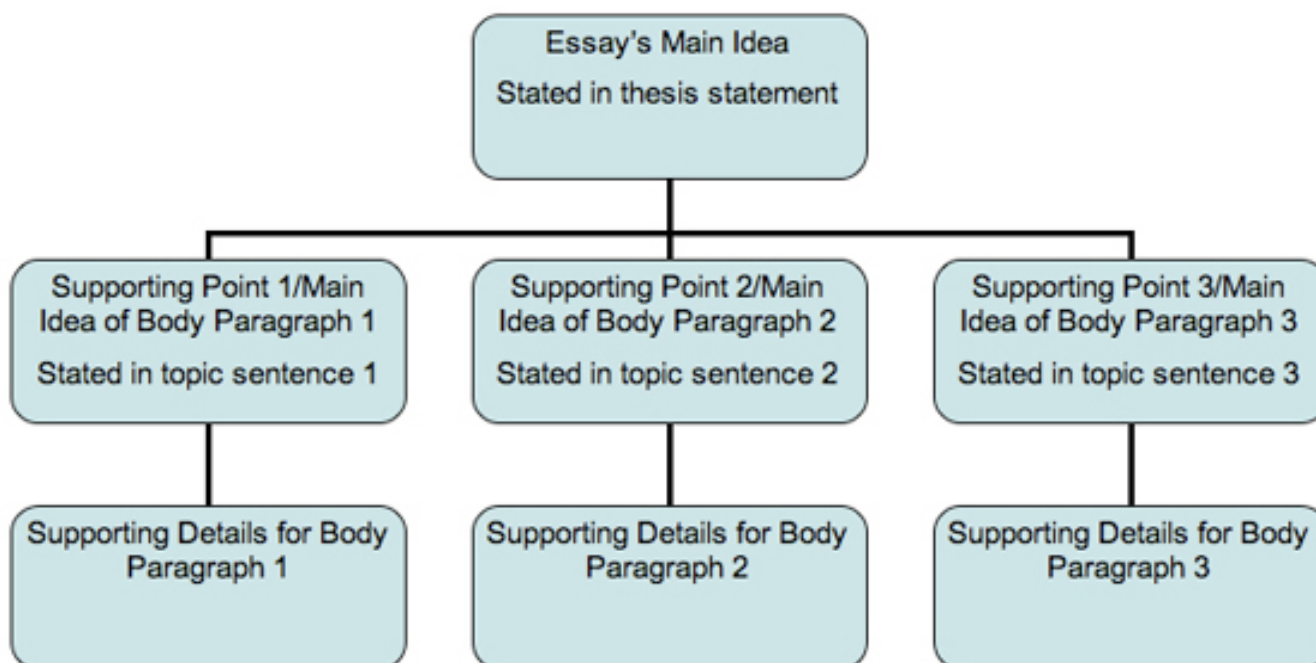 Essay's Main Idea
Stated in thesis statement
Supporting Point 1/Main
Idea of Body Paragraph 1
Stated in topic sentence 1
Supporting Point 2/Main
Idea of Body Paragraph 2
Stated in topic sentence 2
Supporting Point 3/Main
Idea of Body Paragraph 3
Stated in topic sentence 3
Supporting Details for Body
Paragraph 1
Supporting Details for Body
Paragraph 2
Supporting Details for Body
Paragraph 3